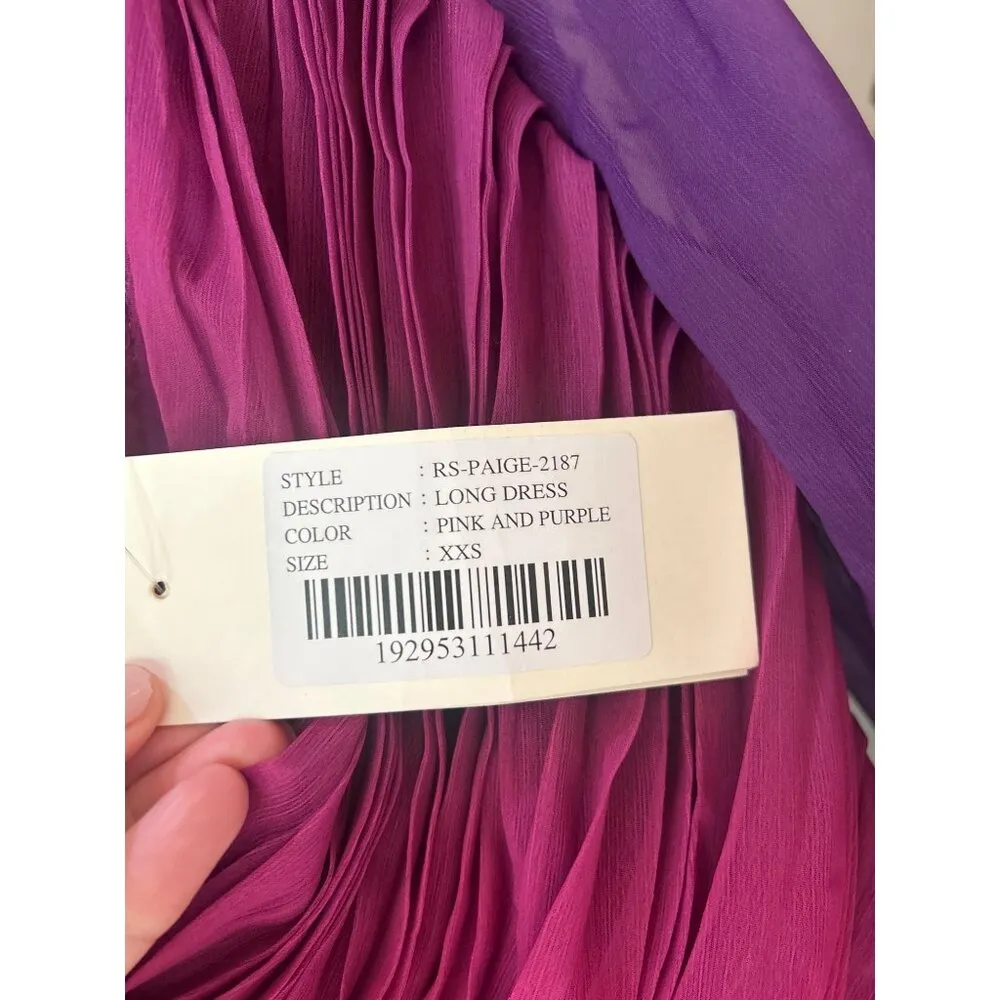 STYLE : RS-PAIGE-2187
DESCRIPTION : LONG DRESS
COLOR : PINK AND PURPLE
SIZE : XXS
192953111442